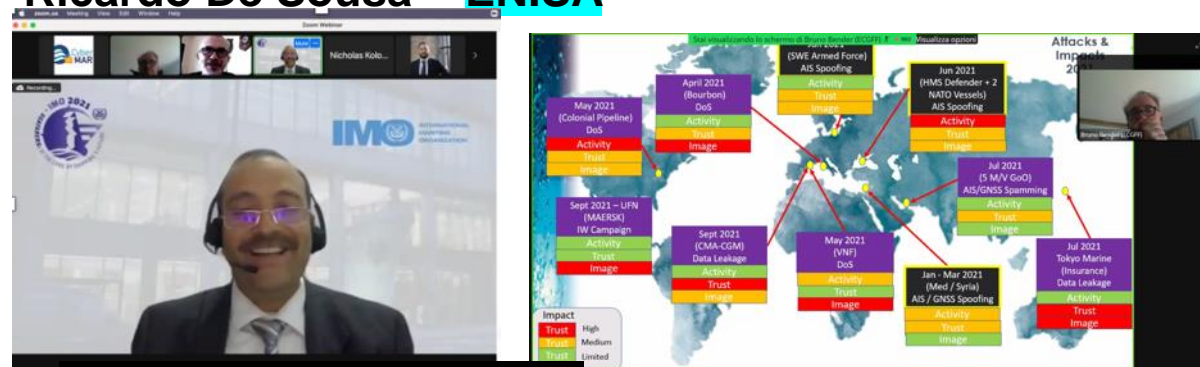 Ricardo De Sousa – ENISA
zoom.us Meeting View Edit Window Help
Zoom Webinar
Cyber
MAR
Nicholas Kolo...
Recording...
IMO 2021
IMO
INTERNATIONAL
MARITIME
ORGANIZATION
Stai visualizzando lo schermo di Bruno Bender (ECGFF)
Visualizza opzioni
Attacks &
Impacts
2021
Bruno Bender (ECGFF)
Jun 2021
(SWE Armed Force)
AIS Spoofing
Activity
Trust
Image
Jun 2021
(HMS Defender + 2
NATO Vessels)
AIS Spoofing
Activity
Trust
Image
April 2021
(Bourbon)
DoS
Activity
Trust
Image
May 2021
(Colonial Pipeline)
DoS
Activity
Trust
Image
Jul 2021
(5 M/V GoO)
AIS/GNSS Spamming
Activity
Trust
Image
Sept 2021 – UFN
(MAERSK)
IW Campaign
Activity
Trust
Image
Sept 2021
(CMA-CGM)
Data Leakage
Activity
Trust
Image
May 2021
(VNF)
DoS
Activity
Trust
Image
Jan - Mar 2021
(Med / Syria)
AIS / GNSS Spoofing
Activity
Trust
Image
Jul 2021
Tokyo Marine
(Insurance)
Data Leakage
Activity
Trust
Image
Impact
Trust High
Trust Medium
Trust Limited